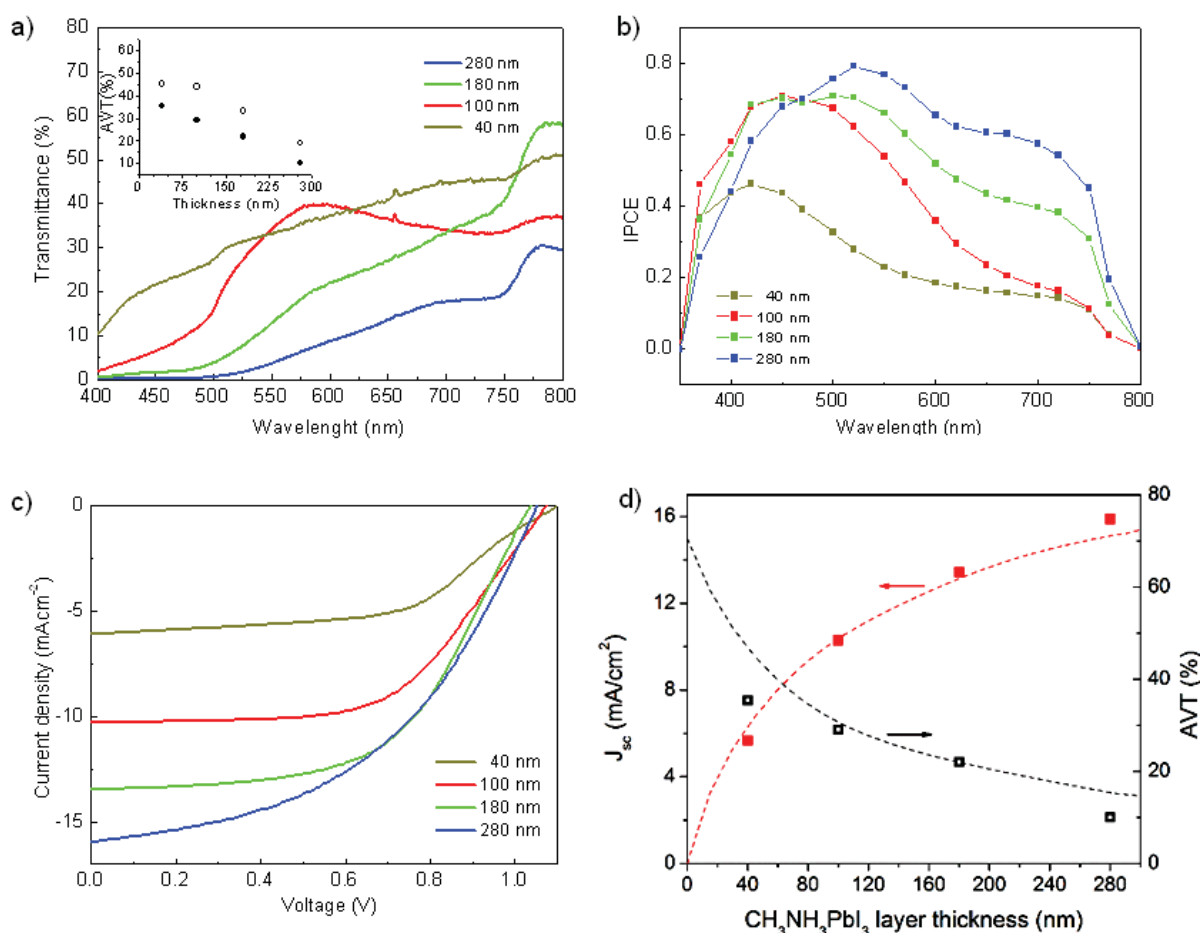 a)
80
70
60
50
40
30
20
10
0
Transmittance (%)
400 450 500 550 600 650 700 750 800
Wavelenght (nm)
280 nm
180 nm
100 nm
40 nm
60
50
40
30
20
10
AVT(%)
0 75 150 225 300
Thickness (nm)
b)
0.8
0.6
0.4
0.2
0.0
IPCE
400 500 600 700 800
Wavelength (nm)
40 nm
100 nm
180 nm
280 nm
c)
0
-5
-10
-15
Current density (mAcm⁻²)
0.0 0.2 0.4 0.6 0.8 1.0
Voltage (V)
40 nm
100 nm
180 nm
280 nm
d)
16
12
8
4
0
J_sc (mA/cm²)
80
60
40
20
0
AVT (%)
0 40 80 120 160 200 240 280
CH₃NH₃PbI₃ layer thickness (nm)